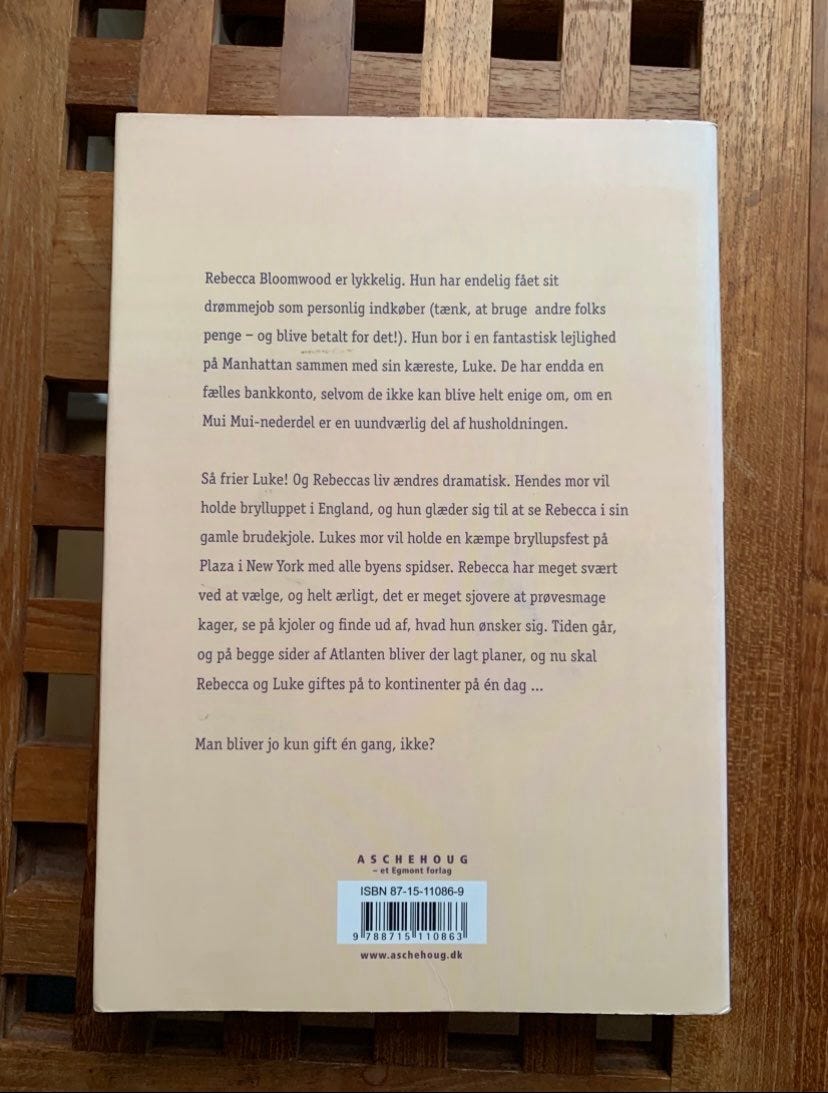 Rebecca Bloomwood er lykkelig. Hun har endelig fået sit
drømmejob som personlig indkøber (tænk, at bruge andre folks
penge – og blive betalt for det!). Hun bor i en fantastisk lejlighed
på Manhattan sammen med sin kæreste, Luke. De har endda en
fælles bankkonto, selvom de ikke kan blive helt enige om, om en
Mui Mui-nederdel er en uundværlig del af husholdningen.
Så frier Luke! Og Rebeccas liv ændres dramatisk. Hendes mor vil
holde brylluppet i England, og hun glæder sig til at se Rebecca i sin
gamle brudekjole. Lukes mor vil holde en kæmpe bryllupsfest på
Plaza i New York med alle byens spidser. Rebecca har meget svært
ved at vælge, og helt ærligt, det er meget sjovere at prøvesmage
kager, se på kjoler og finde ud af, hvad hun ønsker sig. Tiden går,
og på begge sider af Atlanten bliver der lagt planer, og nu skal
Rebecca og Luke giftes på to kontinenter på én dag ...
Man bliver jo kun gift én gang, ikke?
ASCHEHOUG
– et Egmont forlag
ISBN 87-15-11086-9
9 788715 110863
www.aschehoug.dk